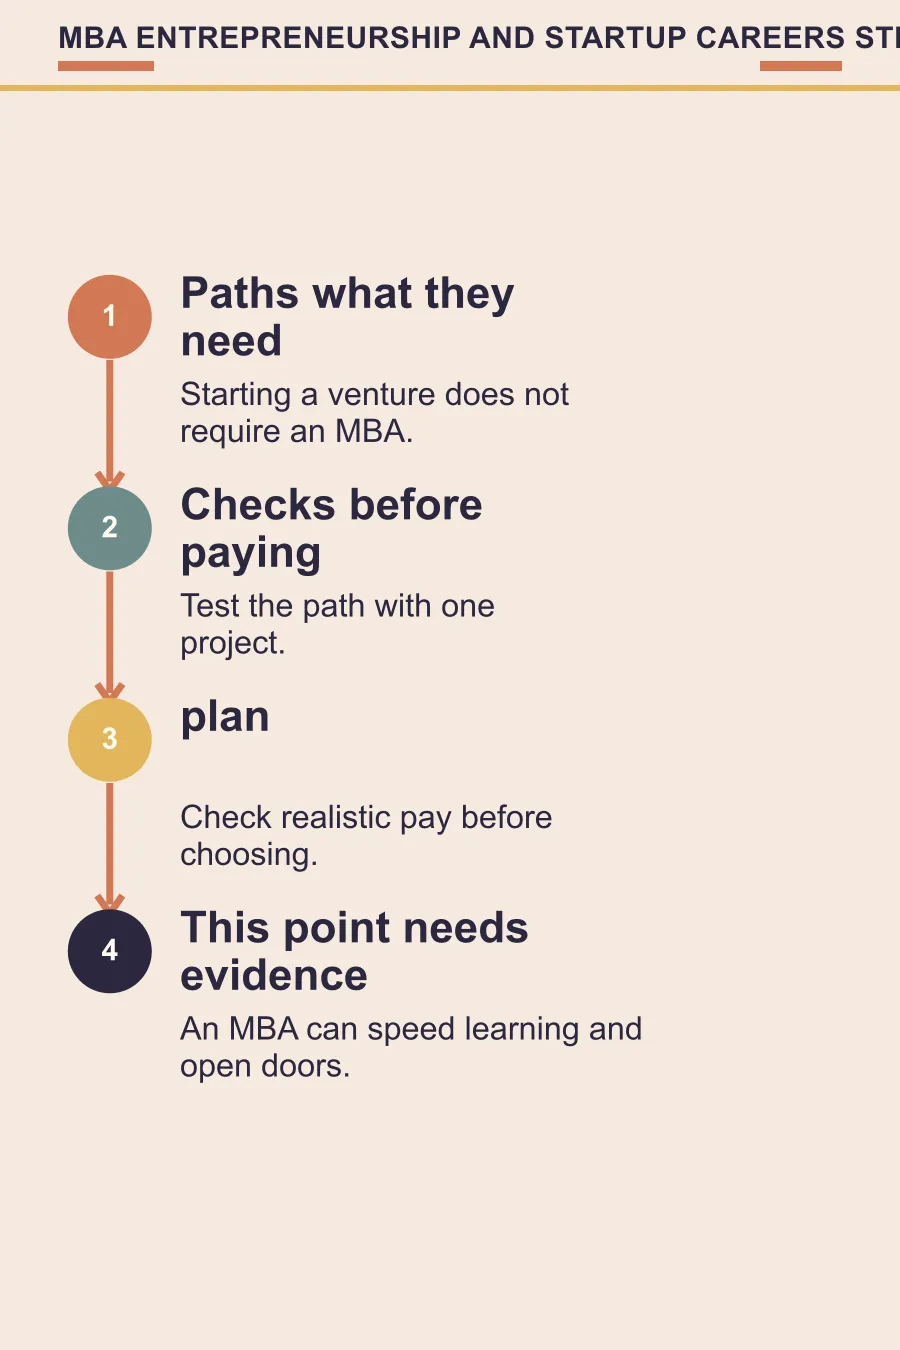 MBA ENTREPRENEURSHIP AND STARTUP CAREERS
1
Paths what they
need
Starting a venture does not
require an MBA.
2
Checks before
paying
Test the path with one
project.
3
plan
Check realistic pay before
choosing.
4
This point needs
evidence
An MBA can speed learning and
open doors.